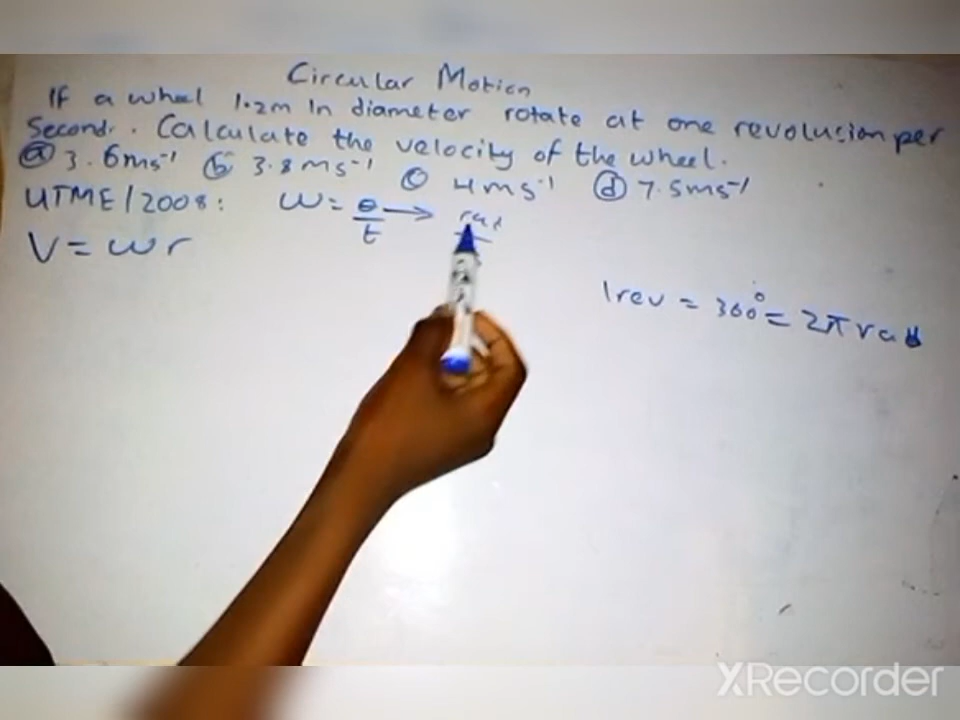 Circular Motion
If a wheel 1.2m in diameter rotate at one revolusion per
Second. Calculate the velocity of the wheel.
(a) 3.6ms⁻¹ (b) 3.8ms⁻¹ (c) 4ms⁻¹ (d) 7.5ms⁻¹
UTME/2008: ω = θ/t → rad
V = ωr
1rev = 360° = 2π rad
XRecorder